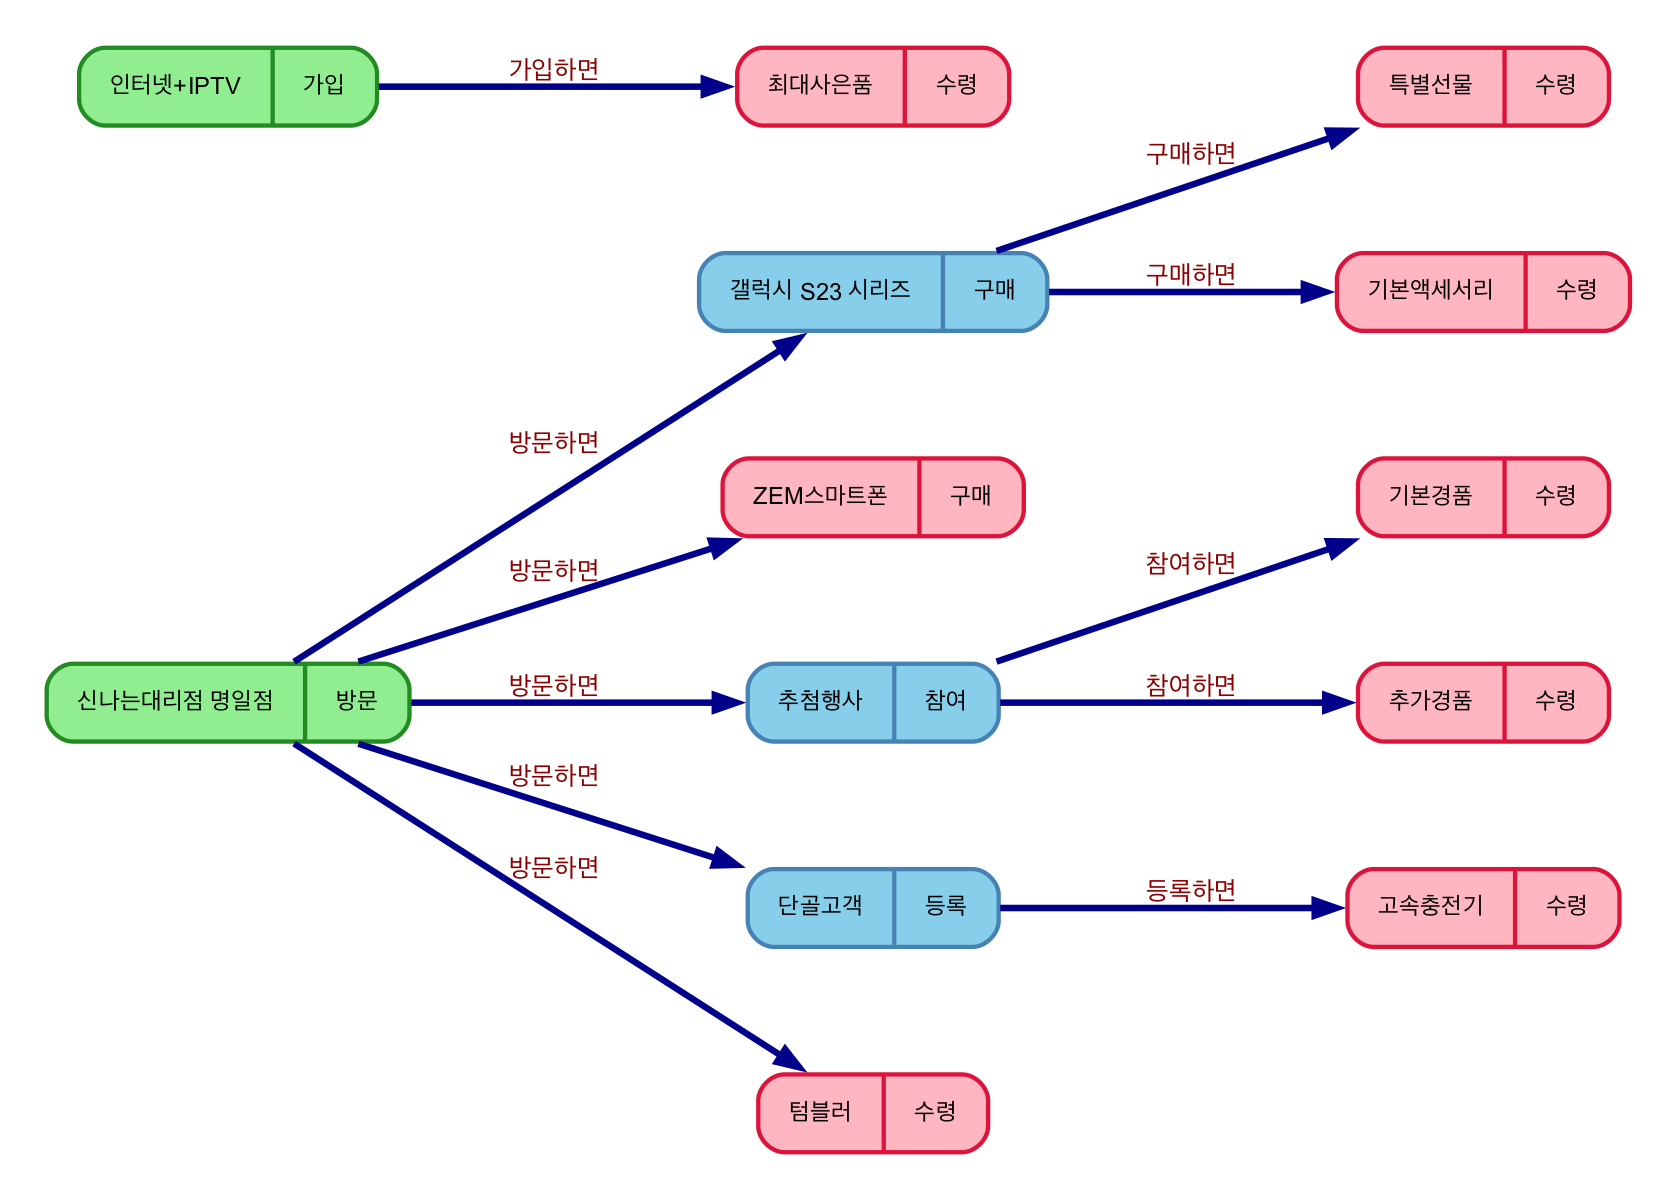 인터넷+IPTV 가입
가입하면
최대사은품 수령
특별선물 수령
구매하면
갤럭시 S23 시리즈 구매
구매하면
기본액세서리 수령
방문하면
ZEM스마트폰 구매
기본경품 수령
방문하면
참여하면
신나는대리점 명일점 방문
방문하면
추첨행사 참여
참여하면
추가경품 수령
방문하면
방문하면
단골고객 등록
등록하면
고속충전기 수령
텀블러 수령